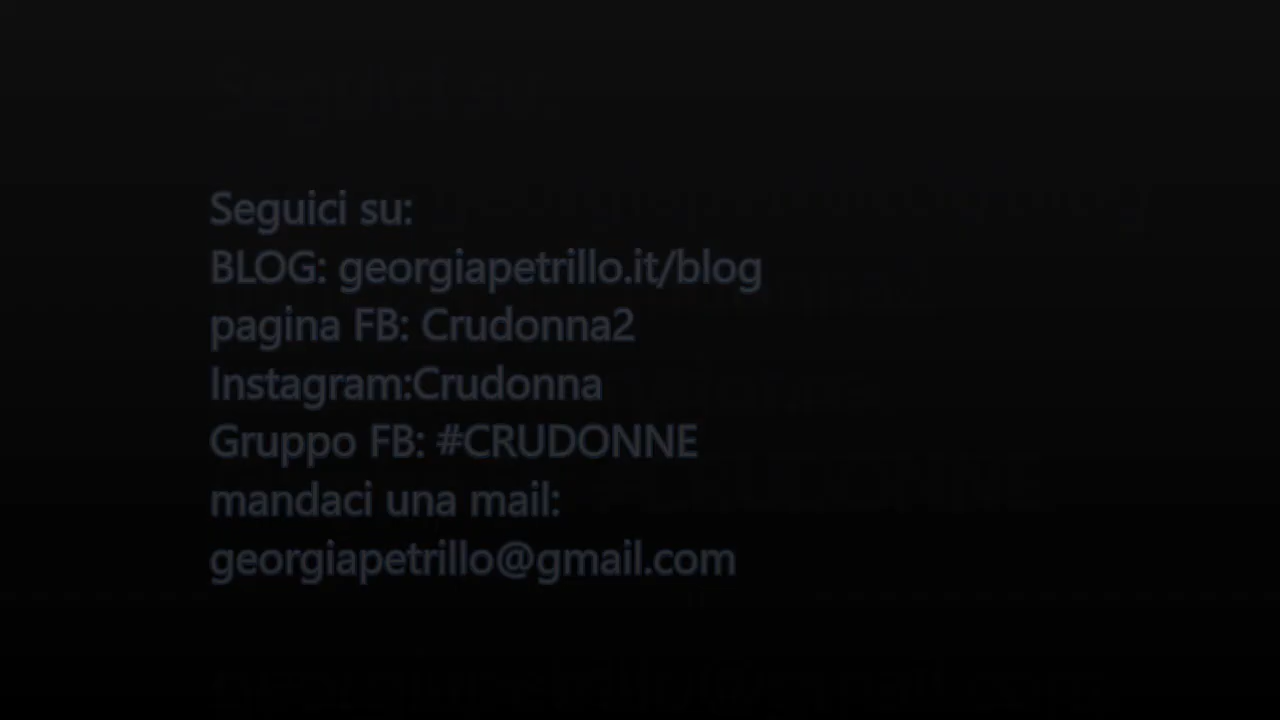 Seguici su:
BLOG: georgiapetrillo.it/blog
pagina FB: Crudonna2
Instagram:Crudonna
Gruppo FB: #CRUDONNE
mandaci una mail:
georgiapetrillo@gmail.com